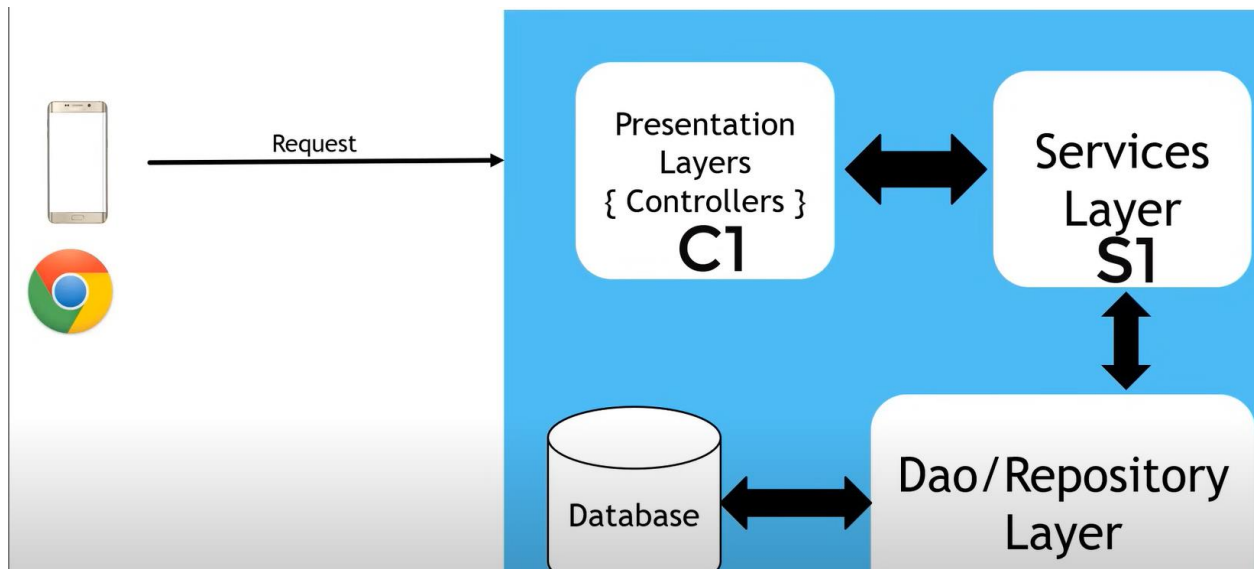 Request
Presentation
Layers
{ Controllers }
C1
Services
Layer
S1
Database
Dao/Repository
Layer